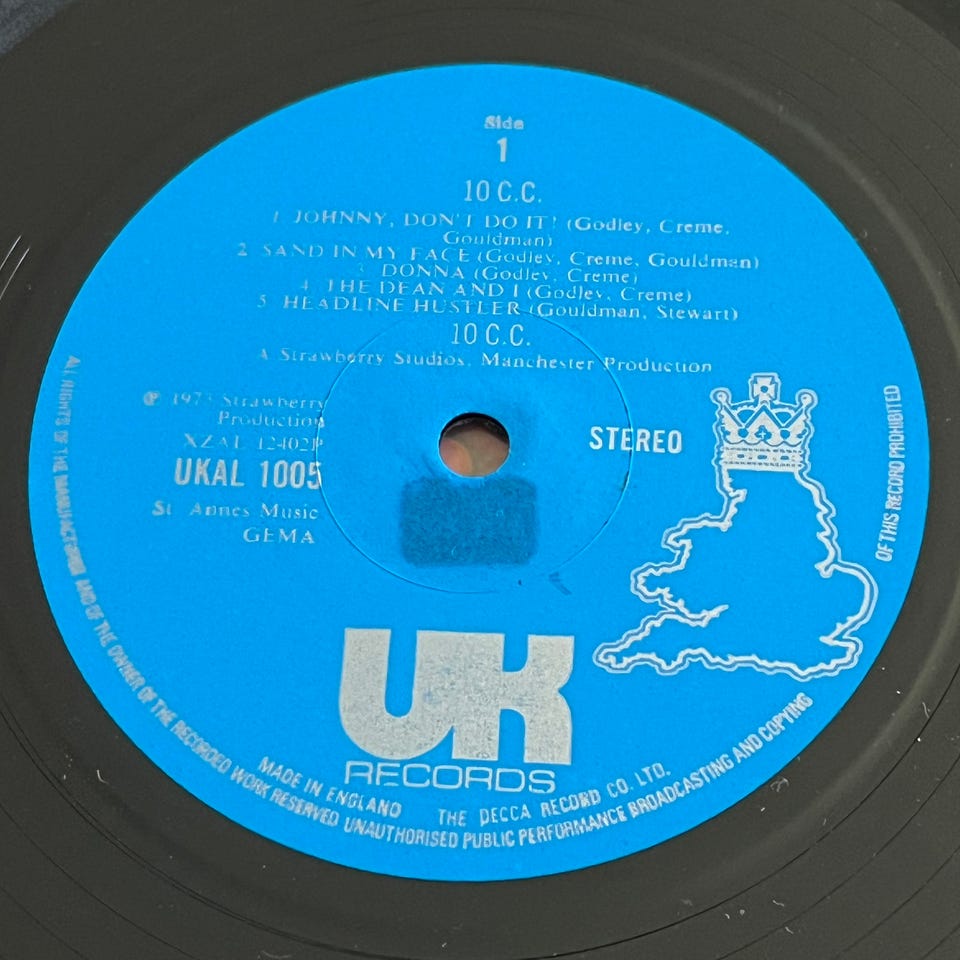 Side
1
10 C.C.
1 JOHNNY, DON'T DO IT! (Godley, Creme,
Gouldman)
2 SAND IN MY FACE (Godley, Creme, Gouldman)
3 DONNA (Godley, Creme)
4 THE DEAN AND I (Godley, Creme)
5 HEADLINE HUSTLER (Gouldman, Stewart)
10 C.C.
A Strawberry Studios, Manchester Production
℗ 1973 Strawberry
Production
XZAL 12402P
UKAL 1005
St. Annes Music
GEMA
STEREO
UK
RECORDS
MADE IN ENGLAND THE DECCA RECORD CO. LTD.
ALL RIGHTS OF THE MANUFACTURER AND OF THE OWNER OF THE RECORDED WORK RESERVED UNAUTHORISED PUBLIC PERFORMANCE BROADCASTING AND COPYING OF THIS RECORD PROHIBITED